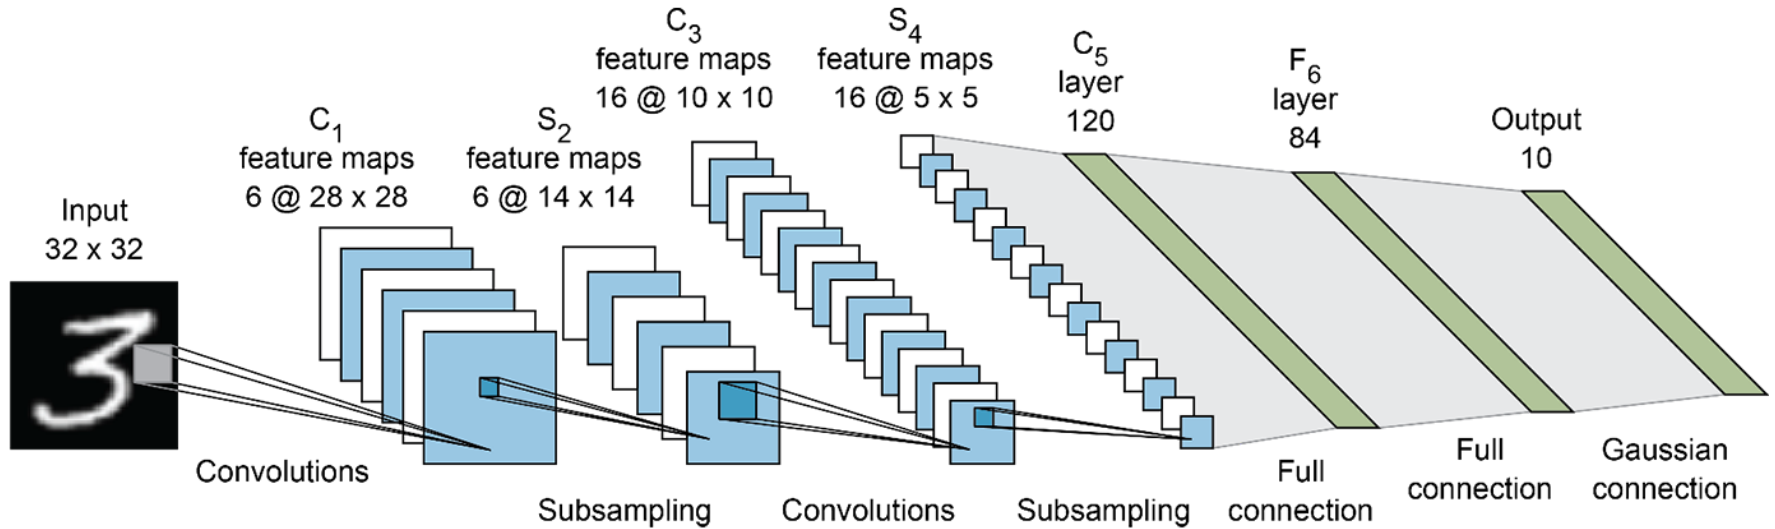 Input
32 x 32
C1
feature maps
6 @ 28 x 28
S2
feature maps
6 @ 14 x 14
C3
feature maps
16 @ 10 x 10
S4
feature maps
16 @ 5 x 5
C5
layer
120
F6
layer
84
Output
10
Convolutions
Subsampling
Convolutions
Subsampling
Full
connection
Full
connection
Gaussian
connection
3